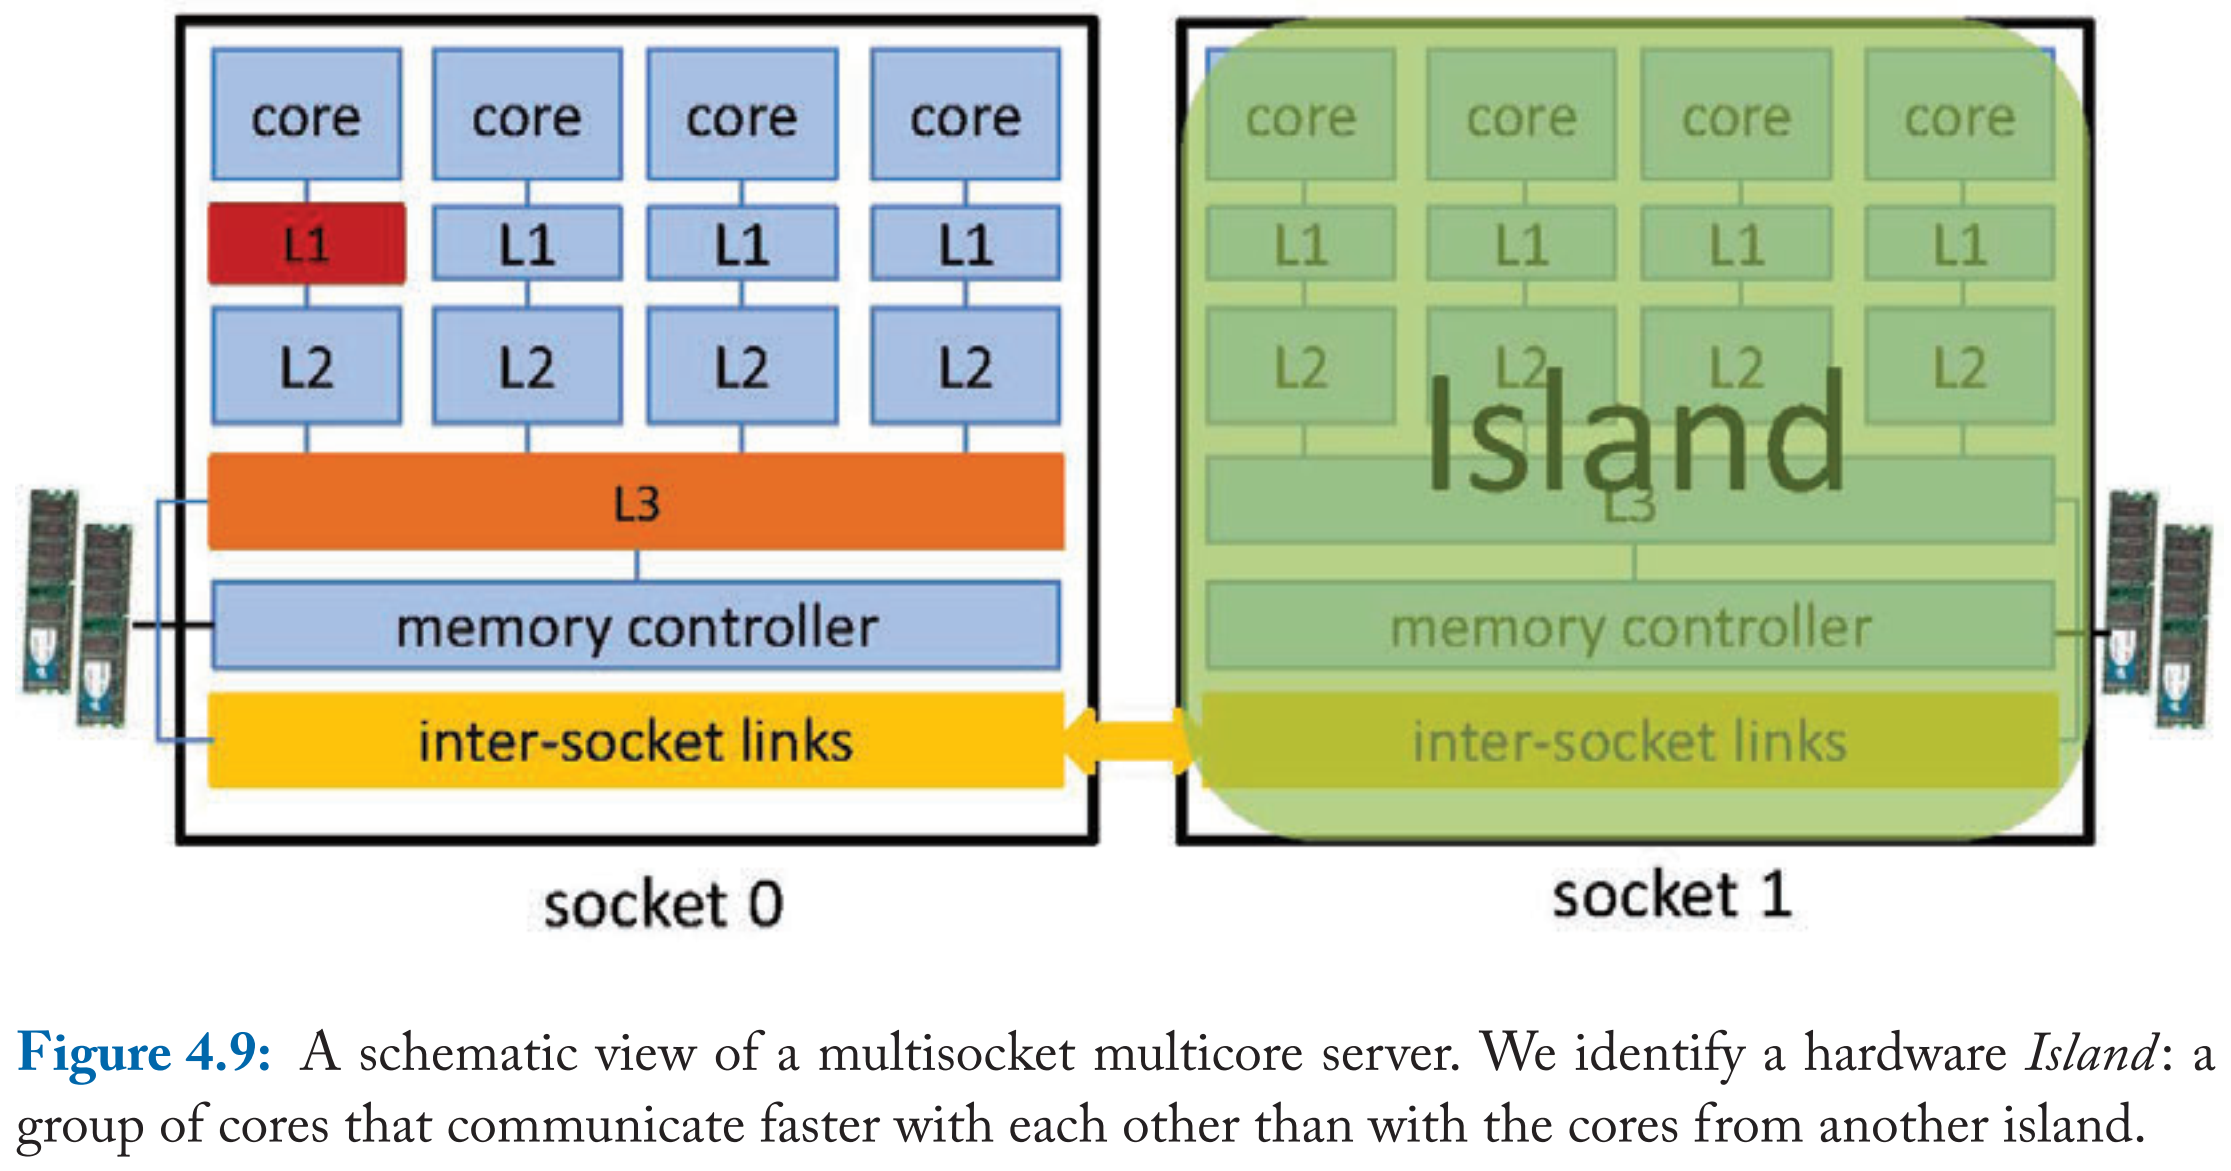 core core core core
L1 L1 L1 L1
L2 L2 L2 L2
L3
memory controller
inter-socket links
socket 0
core core core core
L1 L1 L1 L1
L2 L2 L2 L2
Island
L3
memory controller
inter-socket links
socket 1
Figure 4.9: A schematic view of a multisocket multicore server. We identify a hardware Island: a
group of cores that communicate faster with each other than with the cores from another island.